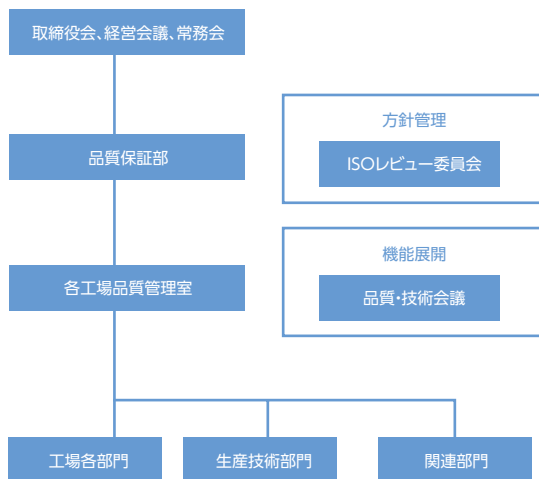 取締役会、経営会議、常務会
品質保証部
各工場品質管理室
方針管理
ISOレビュー委員会
機能展開
品質・技術会議
工場各部門
生産技術部門
関連部門